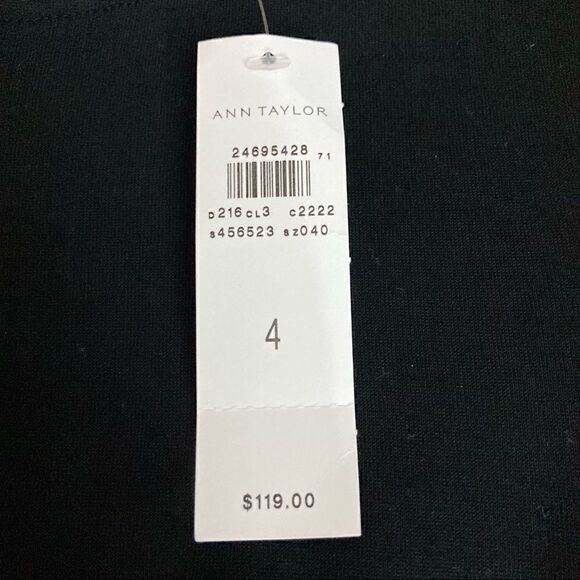 ANN TAYLOR
24695428 71
D216 CL3 C2222
S456523 SZ040
4
$119.00